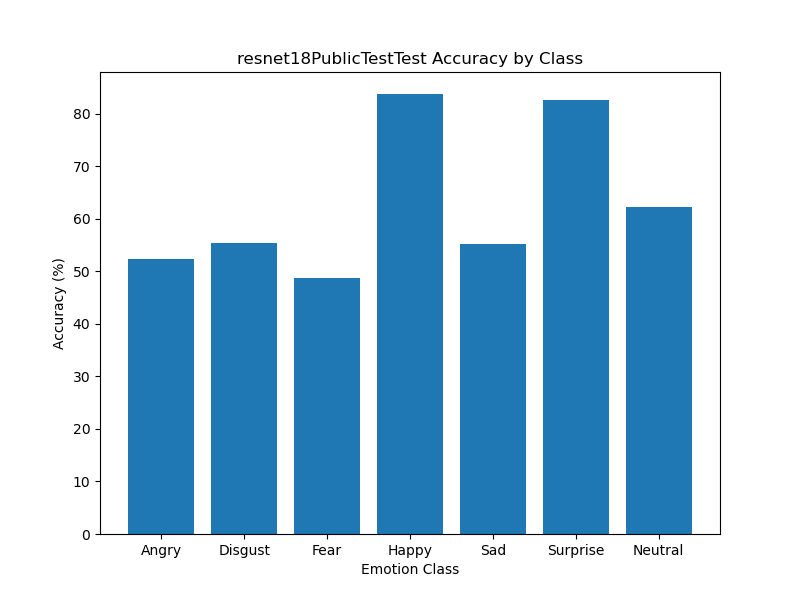 resnet18PublicTestTest Accuracy by Class
Accuracy (%)
80
70
60
50
40
30
20
10
0
Angry Disgust Fear Happy Sad Surprise Neutral
Emotion Class